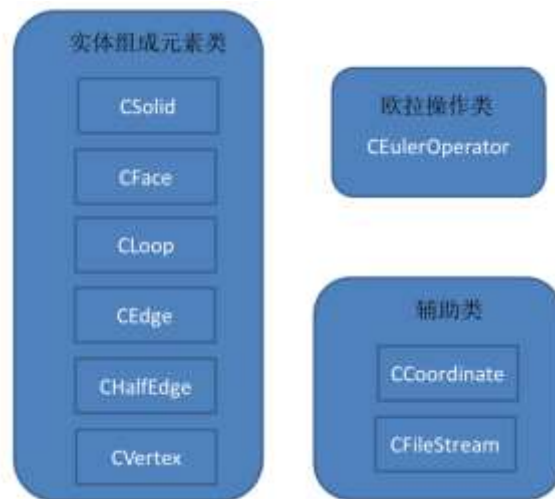 实体组成元素类
CSolid
CFace
CLoop
CEdge
CHalfEdge
CVertex
欧拉操作类
CEulerOperator
辅助类
CCoordinate
CFileStream